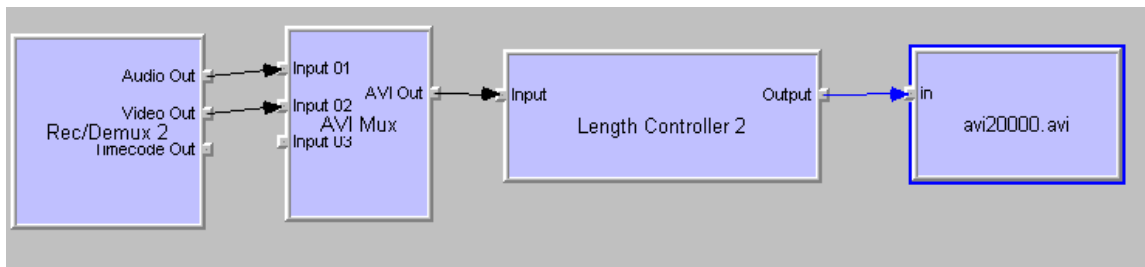 Audio Out
Video Out
Rec/Demux 2
Timecode Out
Input 01
AVI Out
Input 02
AVI Mux
Input 03
Input
Output
Length Controller 2
in
avi20000.avi